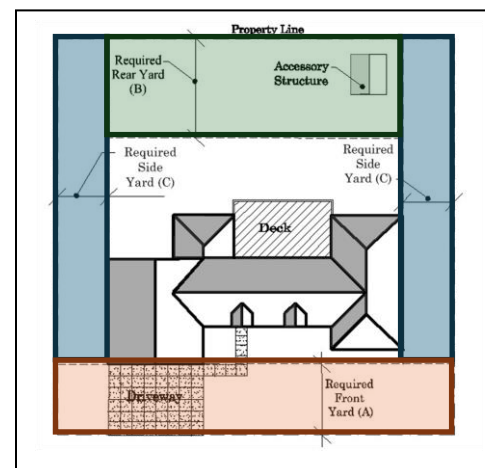 Property Line
Required
Rear Yard
(B)
Accessory
Structure
Required
Side
Yard (C)
Required
Side
Yard (C)
Deck
Driveway
Required
Front
Yard (A)